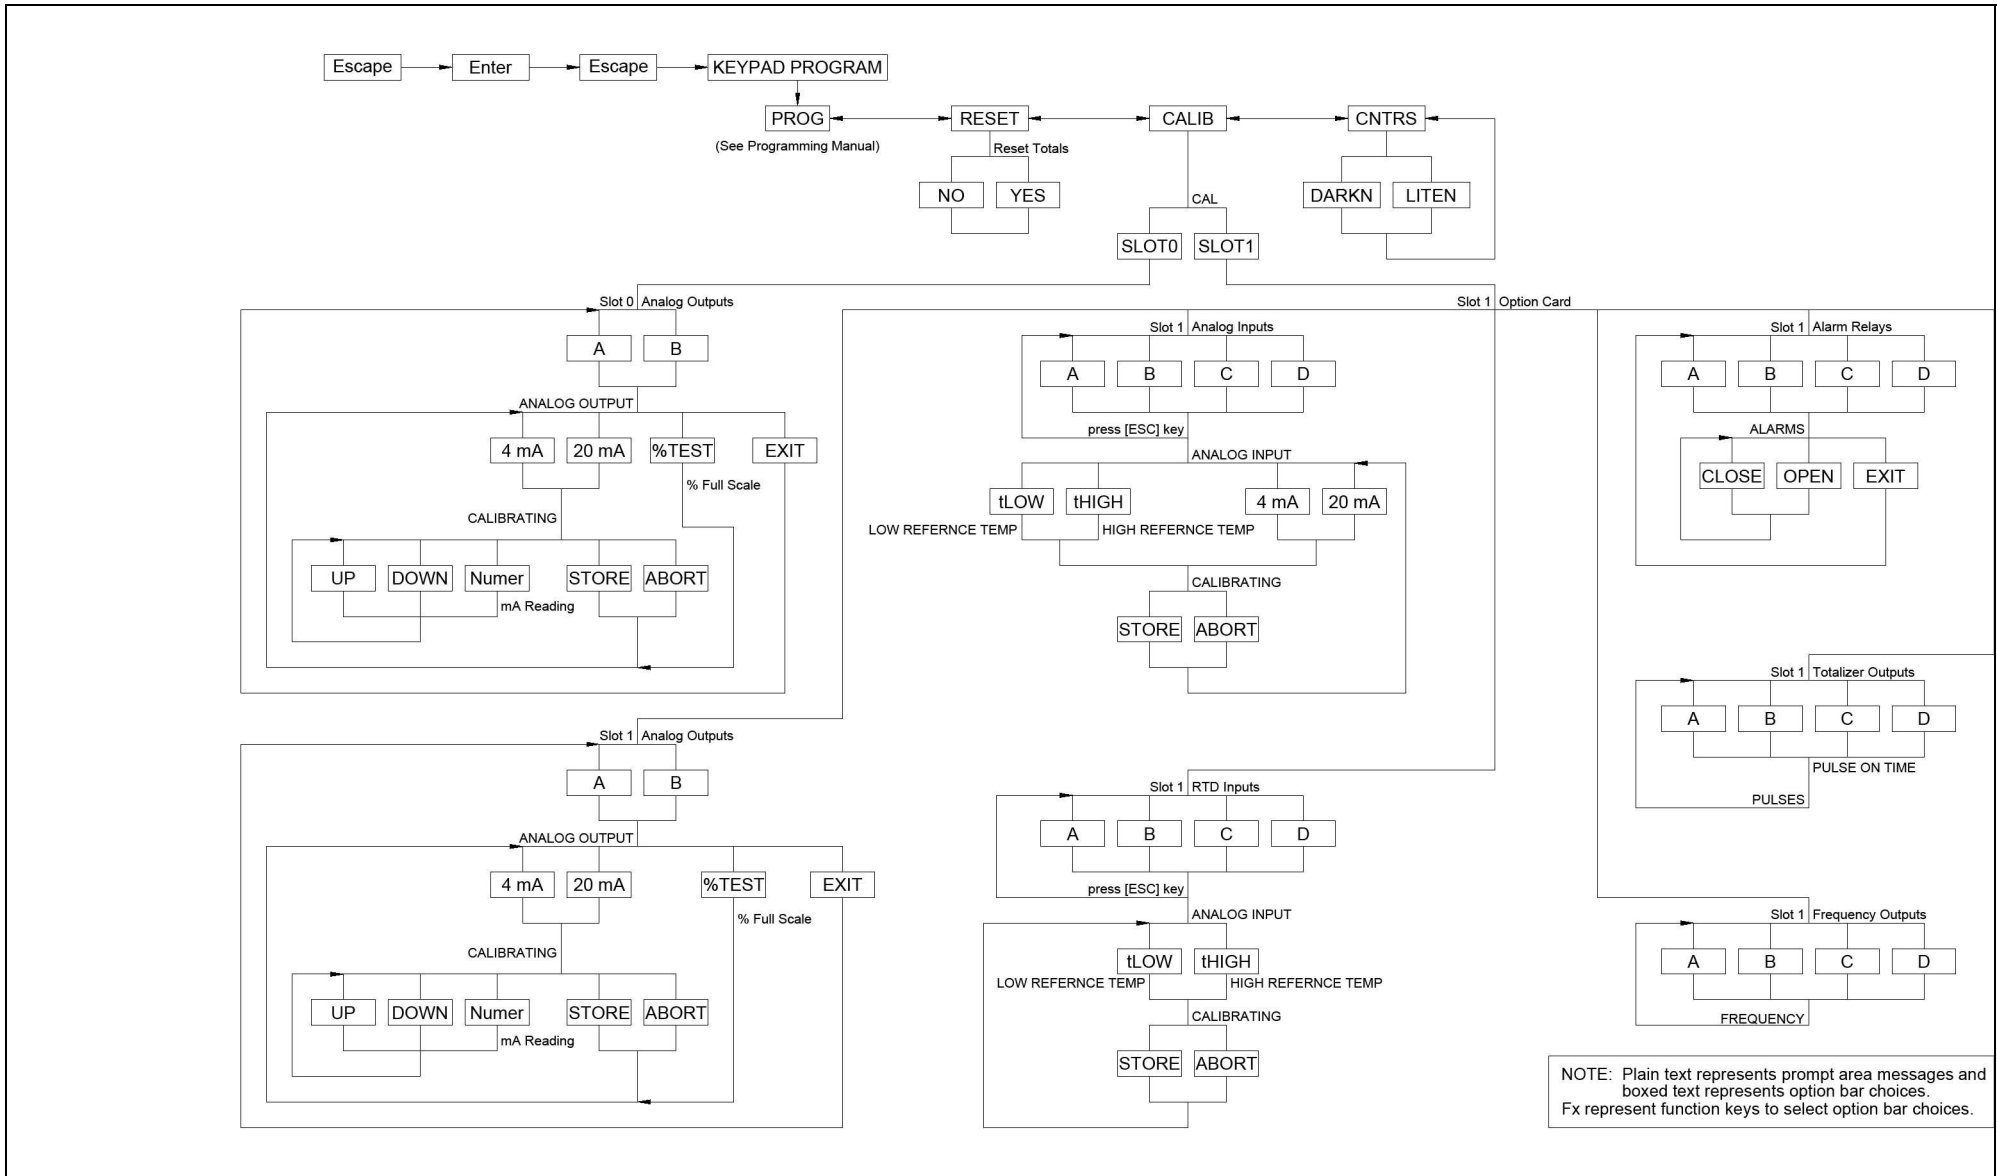 Escape Enter Escape KEYPAD PROGRAM
PROG RESET CALIB CNTRS
(See Programming Manual)
Reset Totals
NO YES
DARKN LITEN
CAL
SLOT0 SLOT1
Slot 0 Analog Outputs
A B
ANALOG OUTPUT
4 mA 20 mA %TEST EXIT
% Full Scale
CALIBRATING
UP DOWN Numer STORE ABORT
mA Reading
Slot 1 Analog Outputs
A B
ANALOG OUTPUT
4 mA 20 mA %TEST EXIT
% Full Scale
CALIBRATING
UP DOWN Numer STORE ABORT
mA Reading
Slot 1 Option Card
Slot 1 Analog Inputs
A B C D
press [ESC] key
ANALOG INPUT
tLOW tHIGH 4 mA 20 mA
LOW REFERNCE TEMP HIGH REFERNCE TEMP
CALIBRATING
STORE ABORT
Slot 1 RTD Inputs
A B C D
press [ESC] key
ANALOG INPUT
tLOW tHIGH
LOW REFERNCE TEMP HIGH REFERNCE TEMP
CALIBRATING
STORE ABORT
Slot 1 Alarm Relays
A B C D
ALARMS
CLOSE OPEN EXIT
Slot 1 Totalizer Outputs
A B C D
PULSE ON TIME
PULSES
Slot 1 Frequency Outputs
A B C D
FREQUENCY
NOTE: Plain text represents prompt area messages and
boxed text represents option bar choices.
Fx represent function keys to select option bar choices.